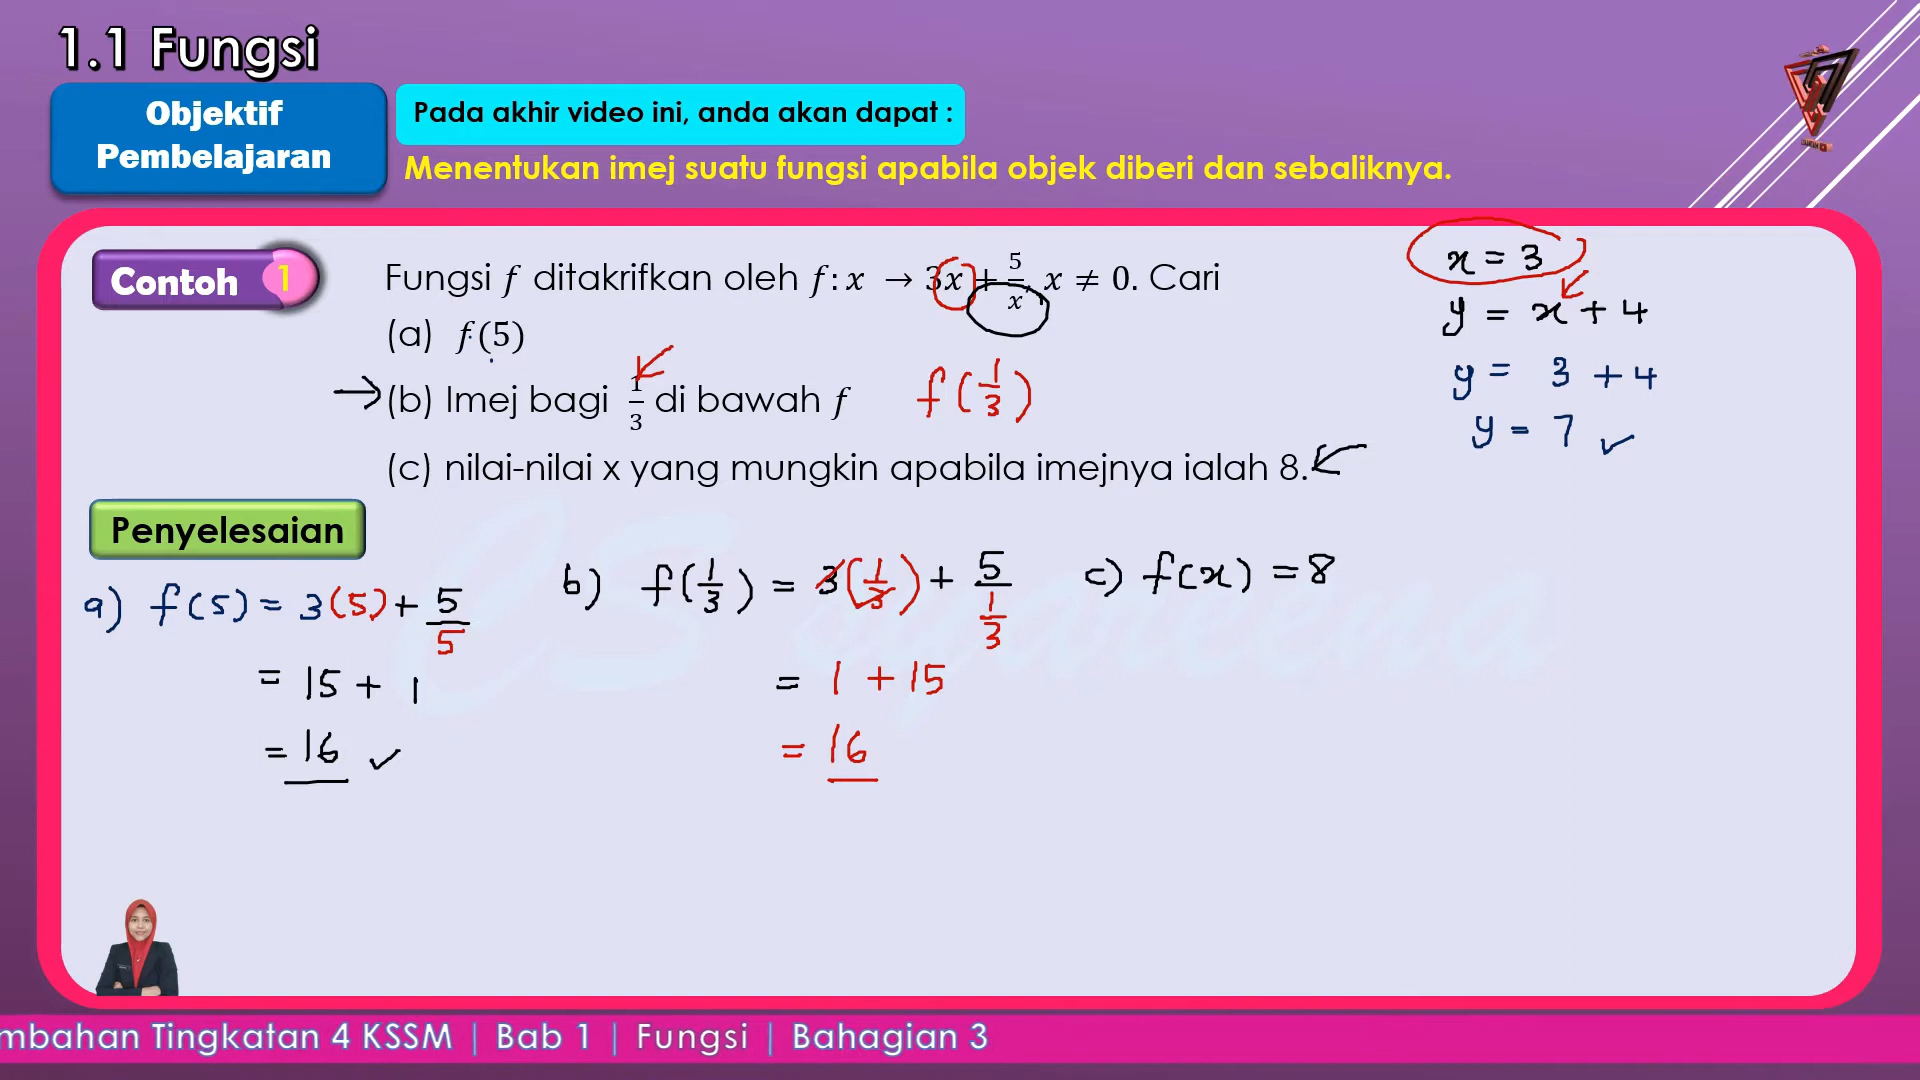 1.1 Fungsi
Objektif
Pembelajaran
Pada akhir video ini, anda akan dapat :
Menentukan imej suatu fungsi apabila objek diberi dan sebaliknya.
Contoh 1
Fungsi f ditakrifkan oleh f: x → 3x + 5/x, x ≠ 0. Cari
(a) f(5)
(b) Imej bagi 1/3 di bawah f
f(1/3)
(c) nilai-nilai x yang mungkin apabila imejnya ialah 8.
x = 3
y = x + 4
y = 3 + 4
y = 7 ✓
Penyelesaian
a) f(5) = 3(5) + 5/5
= 15 + 1
= 16 ✓
b) f(1/3) = 3(1/3) + 5/(1/3)
= 1 + 15
= 16
c) f(x) = 8
mbahan Tingkatan 4 KSSM | Bab 1 | Fungsi | Bahagian 3